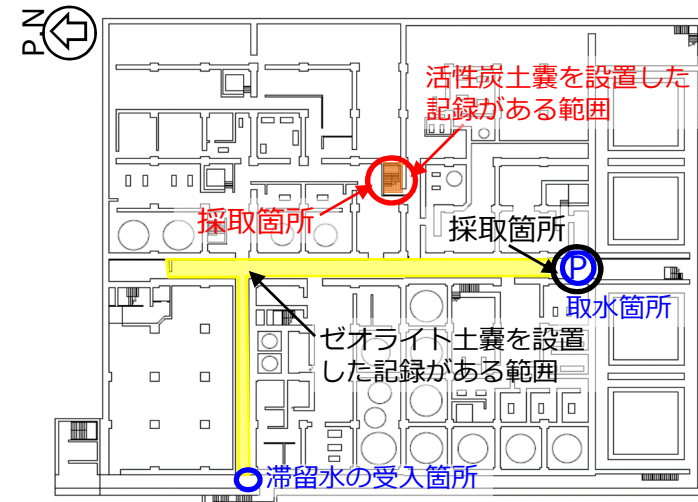 P.N
活性炭土嚢を設置した
記録がある範囲
採取箇所
採取箇所
P
取水箇所
ゼオライト土嚢を設置
した記録がある範囲
滞留水の受入箇所